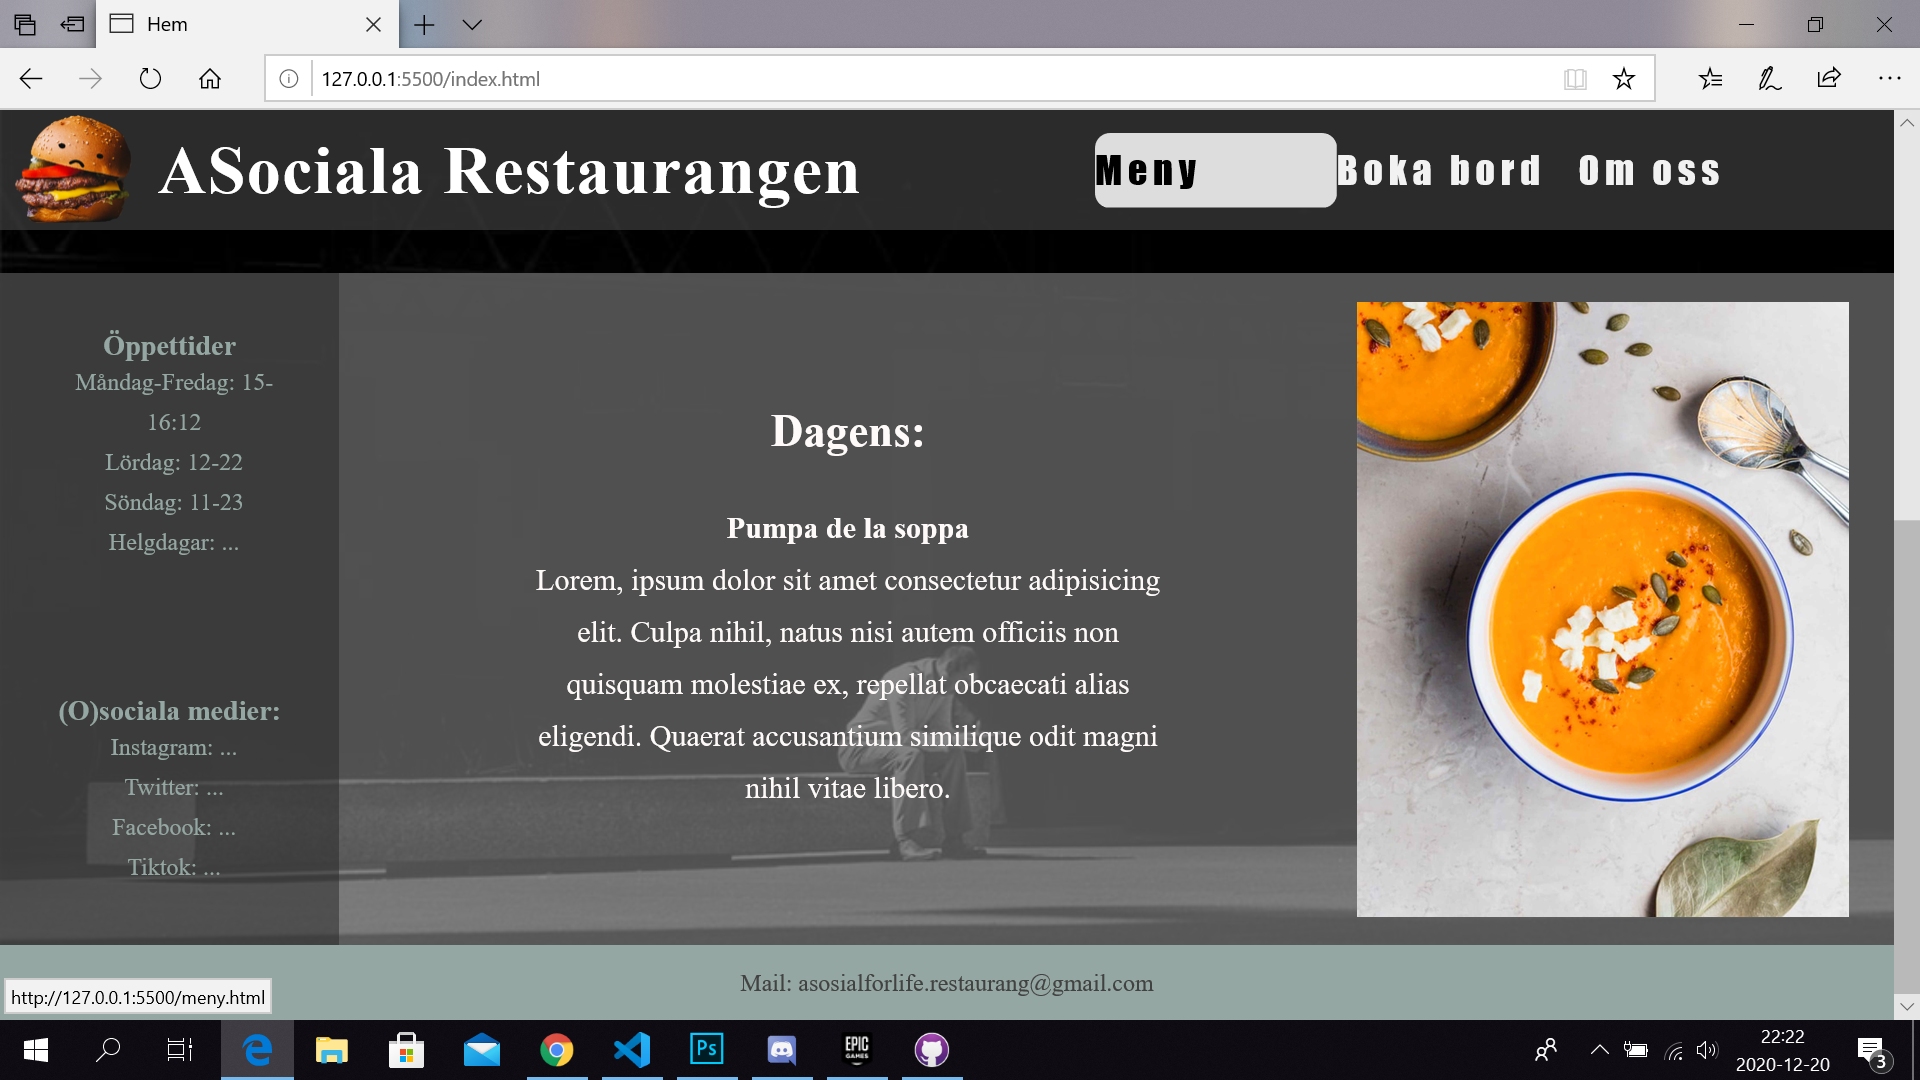 Hem
127.0.0.1:5500/index.html
ASociala Restaurangen
Meny
Boka bord
Om oss
Öppettider
Måndag-Fredag: 15-
16:12
Lördag: 12-22
Söndag: 11-23
Helgdagar: ...
(O)sociala medier:
Instagram: ...
Twitter: ...
Facebook: ...
Tiktok: ...
Dagens:
Pumpa de la soppa
Lorem, ipsum dolor sit amet consectetur adipisicing
elit. Culpa nihil, natus nisi autem officiis non
quisquam molestiae ex, repellat obcaecati alias
eligendi. Quaerat accusantium similique odit magni
nihil vitae libero.
Mail: asosialforlife.restaurang@gmail.com
http://127.0.0.1:5500/meny.html
Ps
EPIC
GAMES
22:22
2020-12-20
3